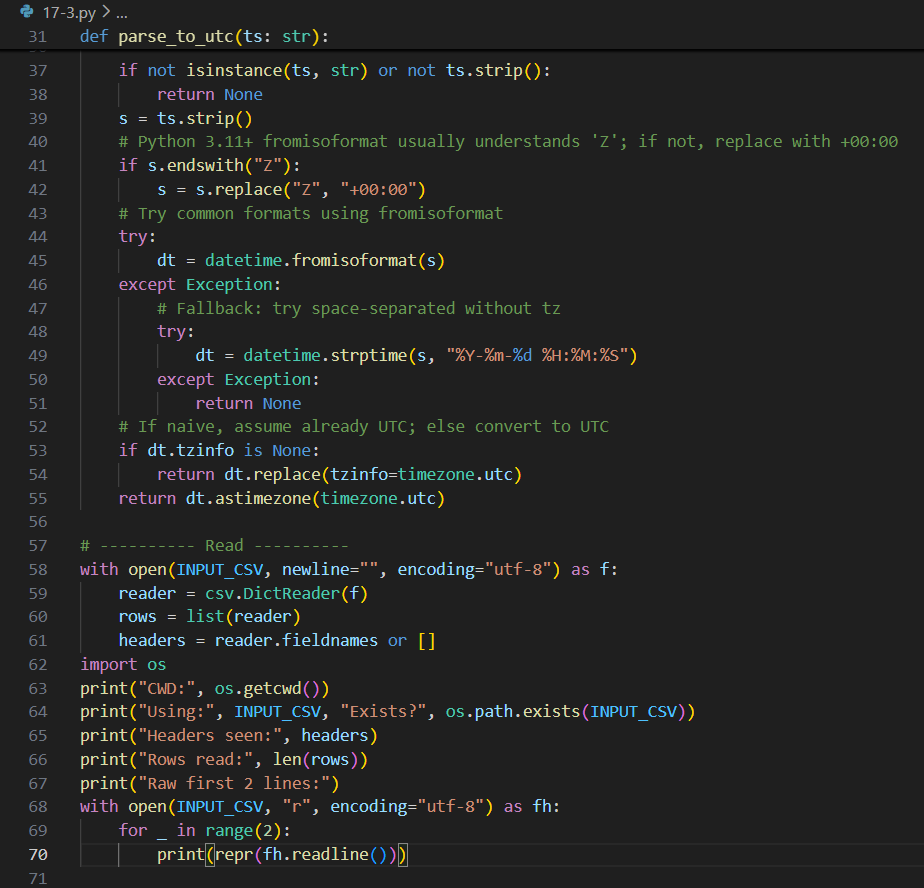 17-3.py > ...
31 def parse_to_utc(ts: str):
37     if not isinstance(ts, str) or not ts.strip():
38         return None
39     s = ts.strip()
40     # Python 3.11+ fromisoformat usually understands 'Z'; if not, replace with +00:00
41     if s.endswith("Z"):
42         s = s.replace("Z", "+00:00")
43     # Try common formats using fromisoformat
44     try:
45         dt = datetime.fromisoformat(s)
46     except Exception:
47         # Fallback: try space-separated without tz
48         try:
49             dt = datetime.strptime(s, "%Y-%m-%d %H:%M:%S")
50         except Exception:
51             return None
52     # If naive, assume already UTC; else convert to UTC
53     if dt.tzinfo is None:
54         return dt.replace(tzinfo=timezone.utc)
55     return dt.astimezone(timezone.utc)
56
57 # ---------- Read ----------
58 with open(INPUT_CSV, newline="", encoding="utf-8") as f:
59     reader = csv.DictReader(f)
60     rows = list(reader)
61     headers = reader.fieldnames or []
62 import os
63 print("CWD:", os.getcwd())
64 print("Using:", INPUT_CSV, "Exists?", os.path.exists(INPUT_CSV))
65 print("Headers seen:", headers)
66 print("Rows read:", len(rows))
67 print("Raw first 2 lines:")
68 with open(INPUT_CSV, "r", encoding="utf-8") as fh:
69     for _ in range(2):
70         print(repr(fh.readline()))
71